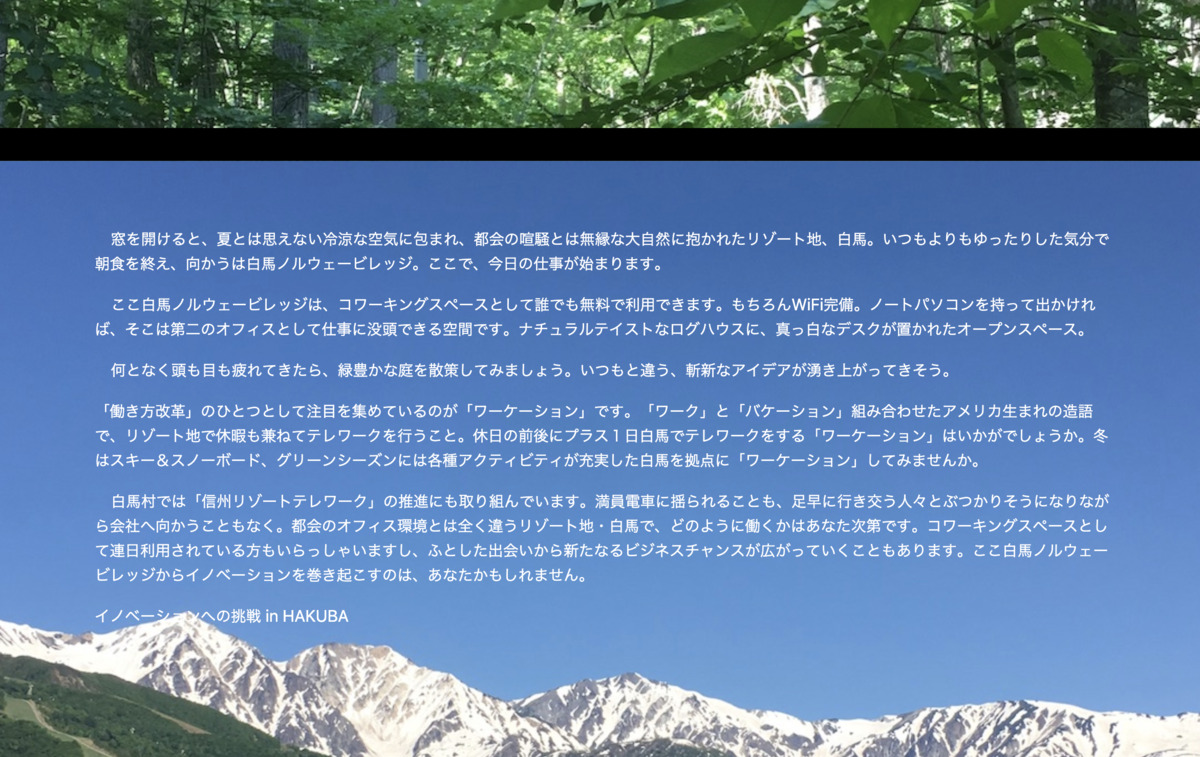 窓を開けると、夏とは思えない冷涼な空気に包まれ、都会の喧騒とは無縁な大自然に抱かれたリゾート地、白馬。いつもよりもゆったりした気分で
朝食を終え、向かうは白馬ノルウェービレッジ。ここで、今日の仕事が始まります。
ここ白馬ノルウェービレッジは、コワーキングスペースとして誰でも無料で利用できます。もちろんWiFi完備。ノートパソコンを持って出かけれ
ば、そこは第二のオフィスとして仕事に没頭できる空間です。ナチュラルテイストなログハウスに、真っ白なデスクが置かれたオープンスペース。
何となく頭も目も疲れてきたら、緑豊かな庭を散策してみましょう。いつもと違う、斬新なアイデアが湧き上がってきそう。
「働き方改革」のひとつとして注目を集めているのが「ワーケーション」です。「ワーク」と「バケーション」組み合わせたアメリカ生まれの造語
で、リゾート地で休暇も兼ねてテレワークを行うこと。休日の前後にプラス１日白馬でテレワークをする「ワーケーション」はいかがでしょうか。冬
はスキー＆スノーボード、グリーンシーズンには各種アクティビティが充実した白馬を拠点に「ワーケーション」してみませんか。
白馬村では「信州リゾートテレワーク」の推進にも取り組んでいます。満員電車に揺られることも、足早に行き交う人々とぶつかりそうになりなが
ら会社へ向かうこともなく。都会のオフィス環境とは全く違うリゾート地・白馬で、どのように働くかはあなた次第です。コワーキングスペースとし
て連日利用されている方もいらっしゃいますし、ふとした出会いから新たなるビジネスチャンスが広がっていくこともあります。ここ白馬ノルウェー
ビレッジからイノベーションを巻き起こすのは、あなたかもしれません。
イノベーションへの挑戦 in HAKUBA